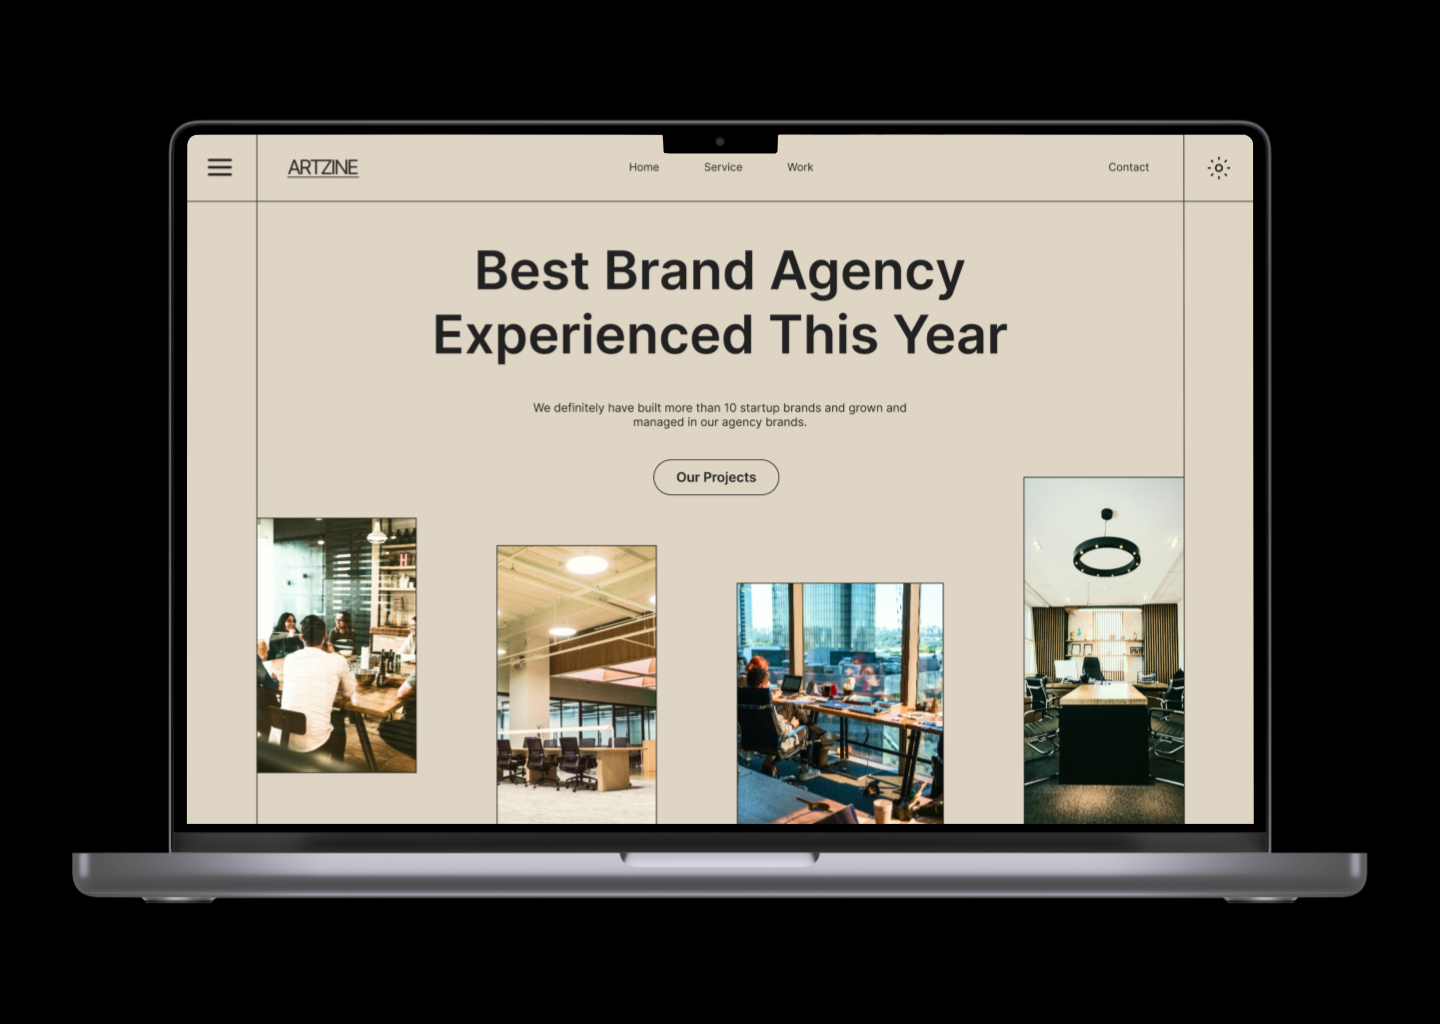 ARTZINE
Home
Service
Work
Contact
Best Brand Agency
Experienced This Year
We definitely have built more than 10 startup brands and grown and
managed in our agency brands.
Our Projects
H